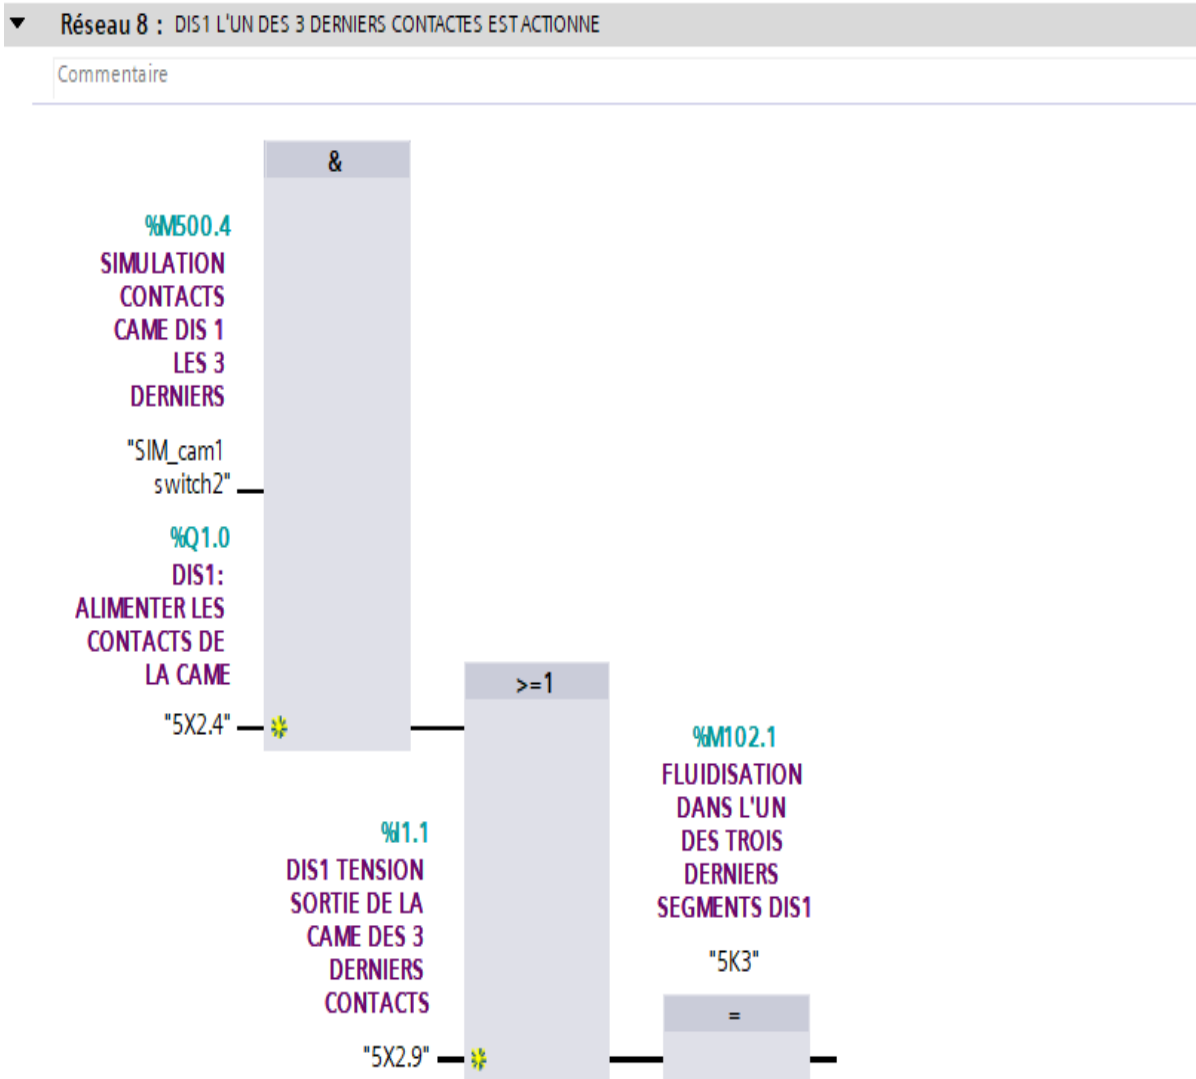 Réseau 8 : DIS1 L'UN DES 3 DERNIERS CONTACTES EST ACTIONNE
Commentaire
&
%M500.4
SIMULATION
CONTACTS
CAME DIS 1
LES 3
DERNIERS
"SIM_cam1
switch2"
%Q1.0
DIS1:
ALIMENTER LES
CONTACTS DE
LA CAME
"5X2.4"
>=1
%I1.1
DIS1 TENSION
SORTIE DE LA
CAME DES 3
DERNIERS
CONTACTS
"5X2.9"
%M102.1
FLUIDISATION
DANS L'UN
DES TROIS
DERNIERS
SEGMENTS DIS1
"5K3"
=